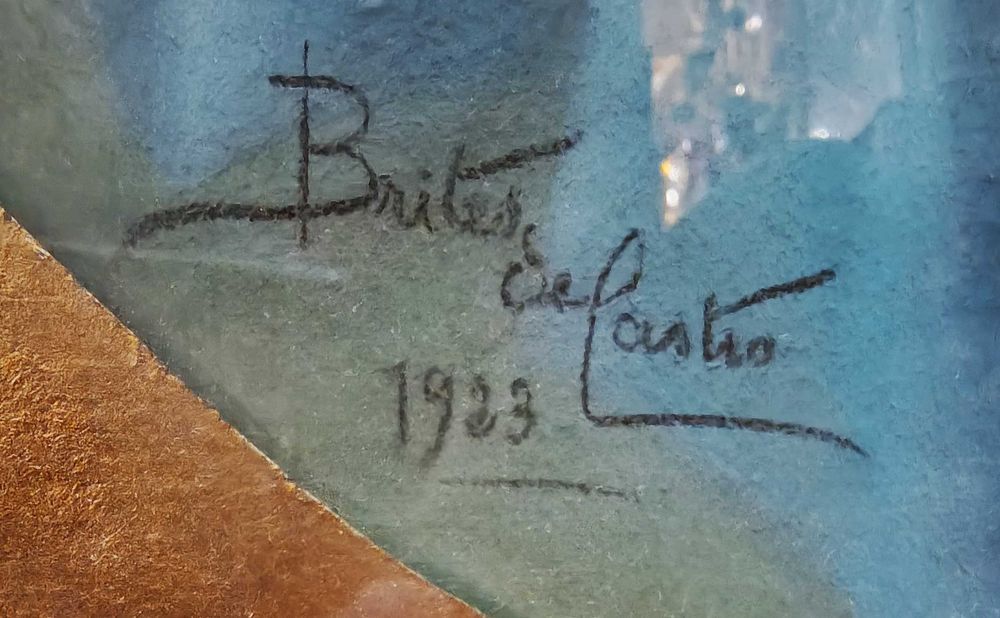 Brites
de Castro
1923